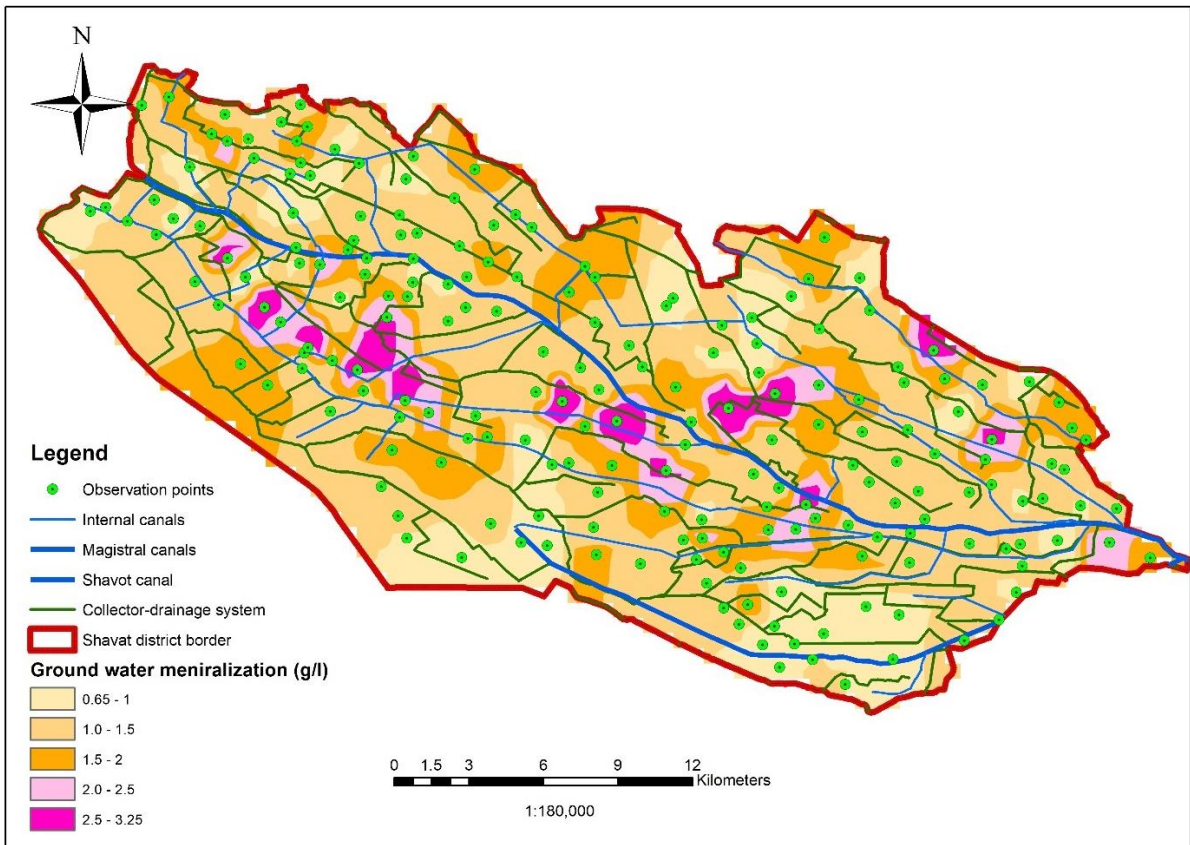 N
Legend
Observation points
Internal canals
Magistral canals
Shavot canal
Collector-drainage system
Shavat district border
Ground water meniralization (g/l)
0.65 - 1
1.0 - 1.5
1.5 - 2
2.0 - 2.5
2.5 - 3.25
0 1.5 3 6 9 12
Kilometers
1:180,000